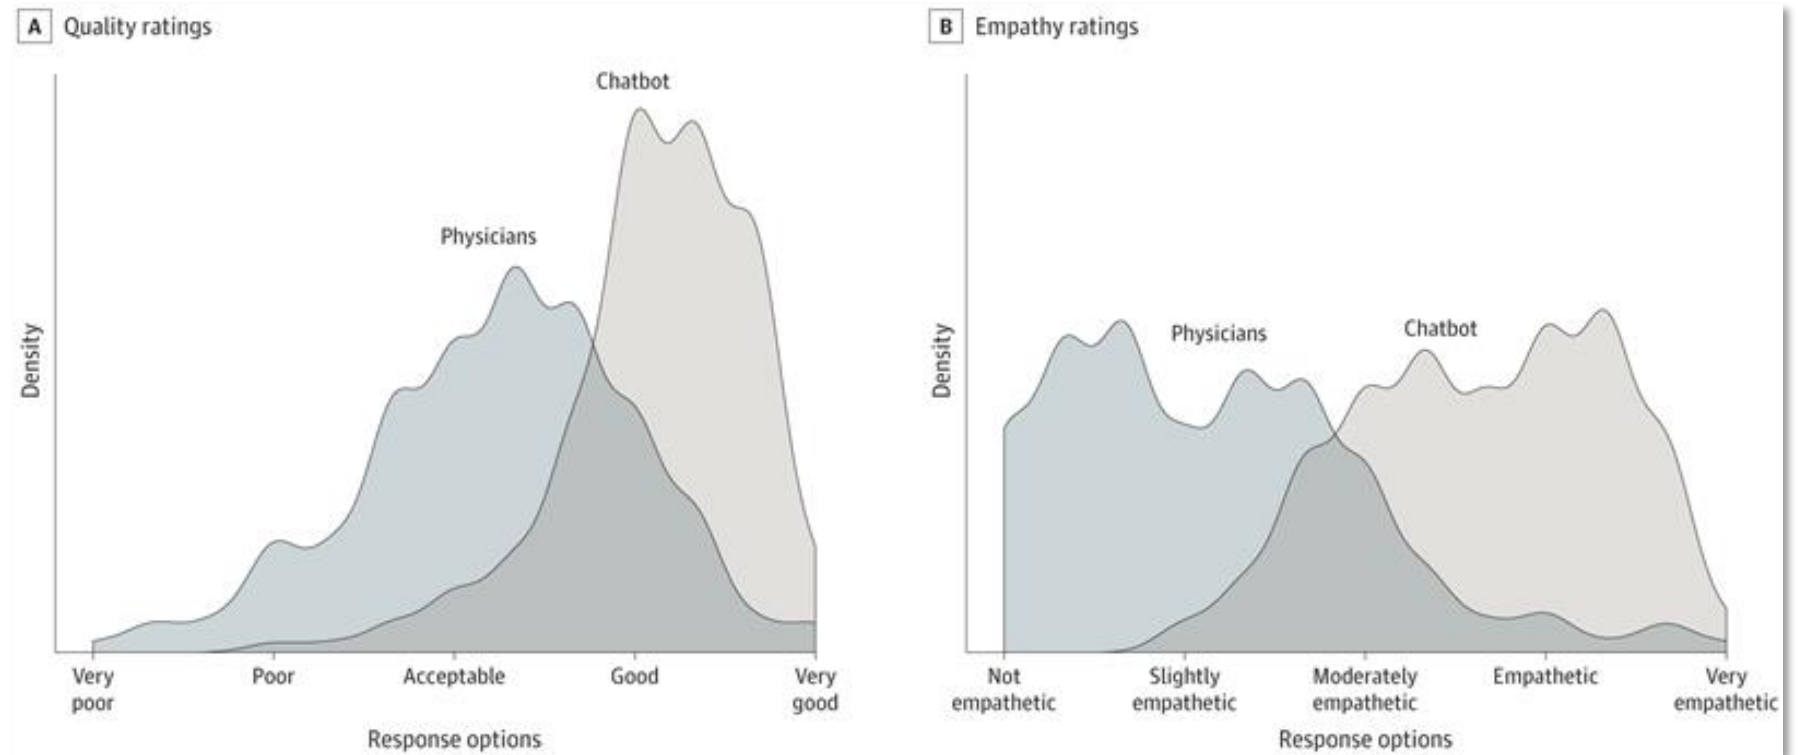 A Quality ratings
Chatbot
Physicians
Density
Very
poor
Poor
Acceptable
Good
Very
good
Response options
B Empathy ratings
Physicians
Chatbot
Density
Not
empathetic
Slightly
empathetic
Moderately
empathetic
Empathetic
Very
empathetic
Response options